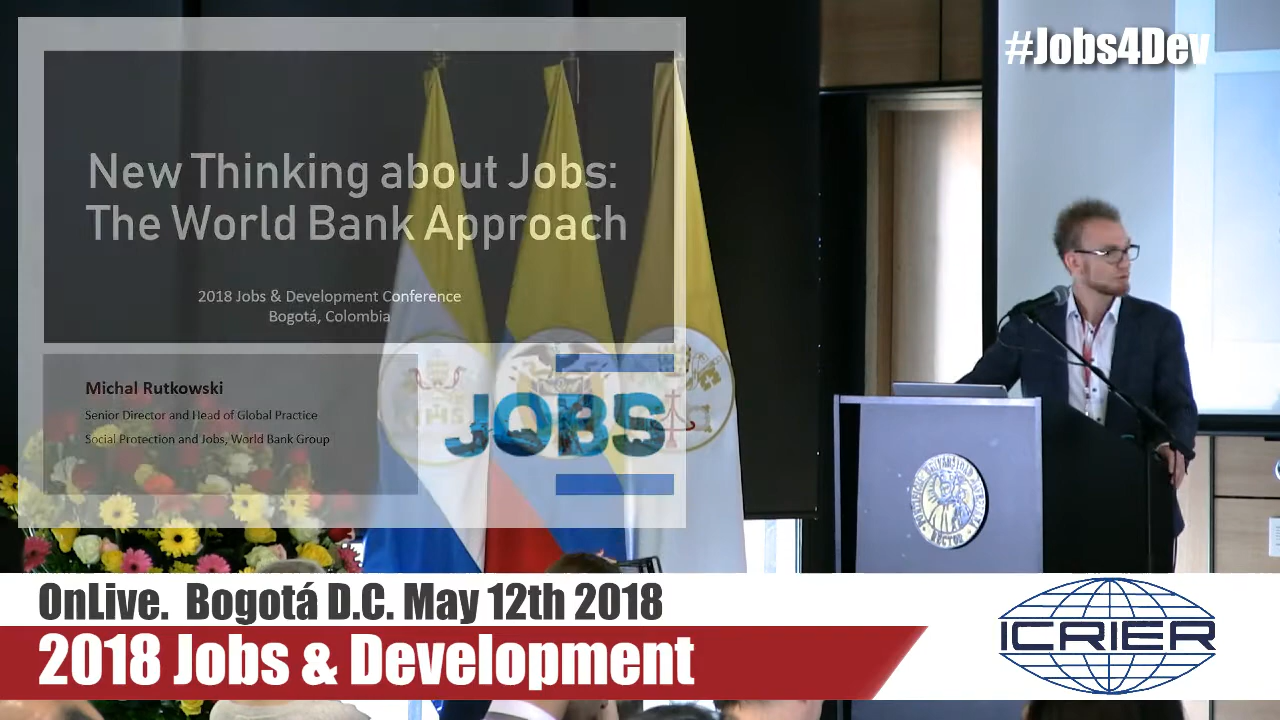 #Jobs4Dev
New Thinking about Jobs:
The World Bank Approach
2018 Jobs & Development Conference
Bogotá, Colombia
Michal Rutkowski
Senior Director and Head of Global Practice
Social Protection and Jobs, World Bank Group
JOBS
OnLive. Bogotá D.C. May 12th 2018
2018 Jobs & Development
ICRIER